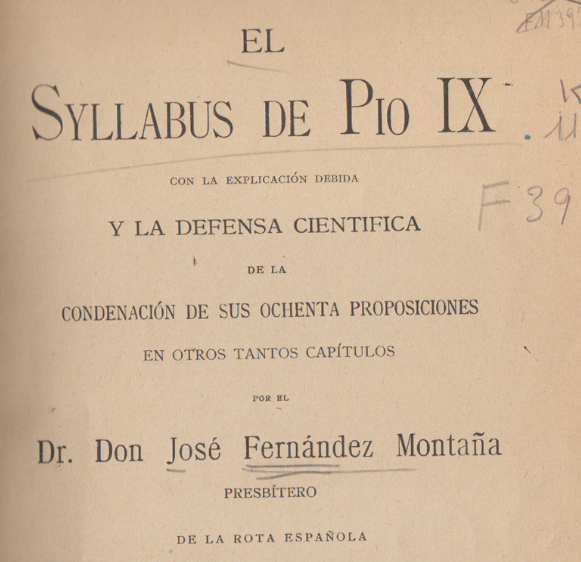 EL
SYLLABUS DE PIO IX
CON LA EXPLICACIÓN DEBIDA
Y LA DEFENSA CIENTIFICA
DE LA
CONDENACIÓN DE SUS OCHENTA PROPOSICIONES
EN OTROS TANTOS CAPÍTULOS
POR EL
Dr. Don José Fernández Montaña
PRESBÍTERO
DE LA ROTA ESPAÑOLA
F 39